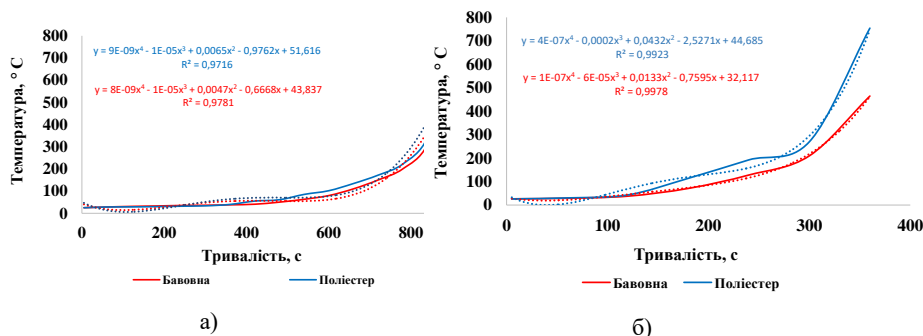 y = 9E-09x⁴ - 1E-05x³ + 0,0065x² - 0,9762x + 51,616
R² = 0,9716
y = 8E-09x⁴ - 1E-05x³ + 0,0047x² - 0,6668x + 43,837
R² = 0,9781
Температура, ° С
800
700
600
500
400
300
200
100
0
0 200 400 600 800
Тривалість, с
Бавовна Поліестер
а)
y = 4E-07x⁴ - 0,0002x³ + 0,0432x² - 2,5271x + 44,685
R² = 0,9923
y = 1E-07x⁴ - 6E-05x³ + 0,0133x² - 0,7595x + 32,117
R² = 0,9978
Температура, ° С
800
700
600
500
400
300
200
100
0
0 100 200 300 400
Тривалість, с
Бавовна Поліестер
б)